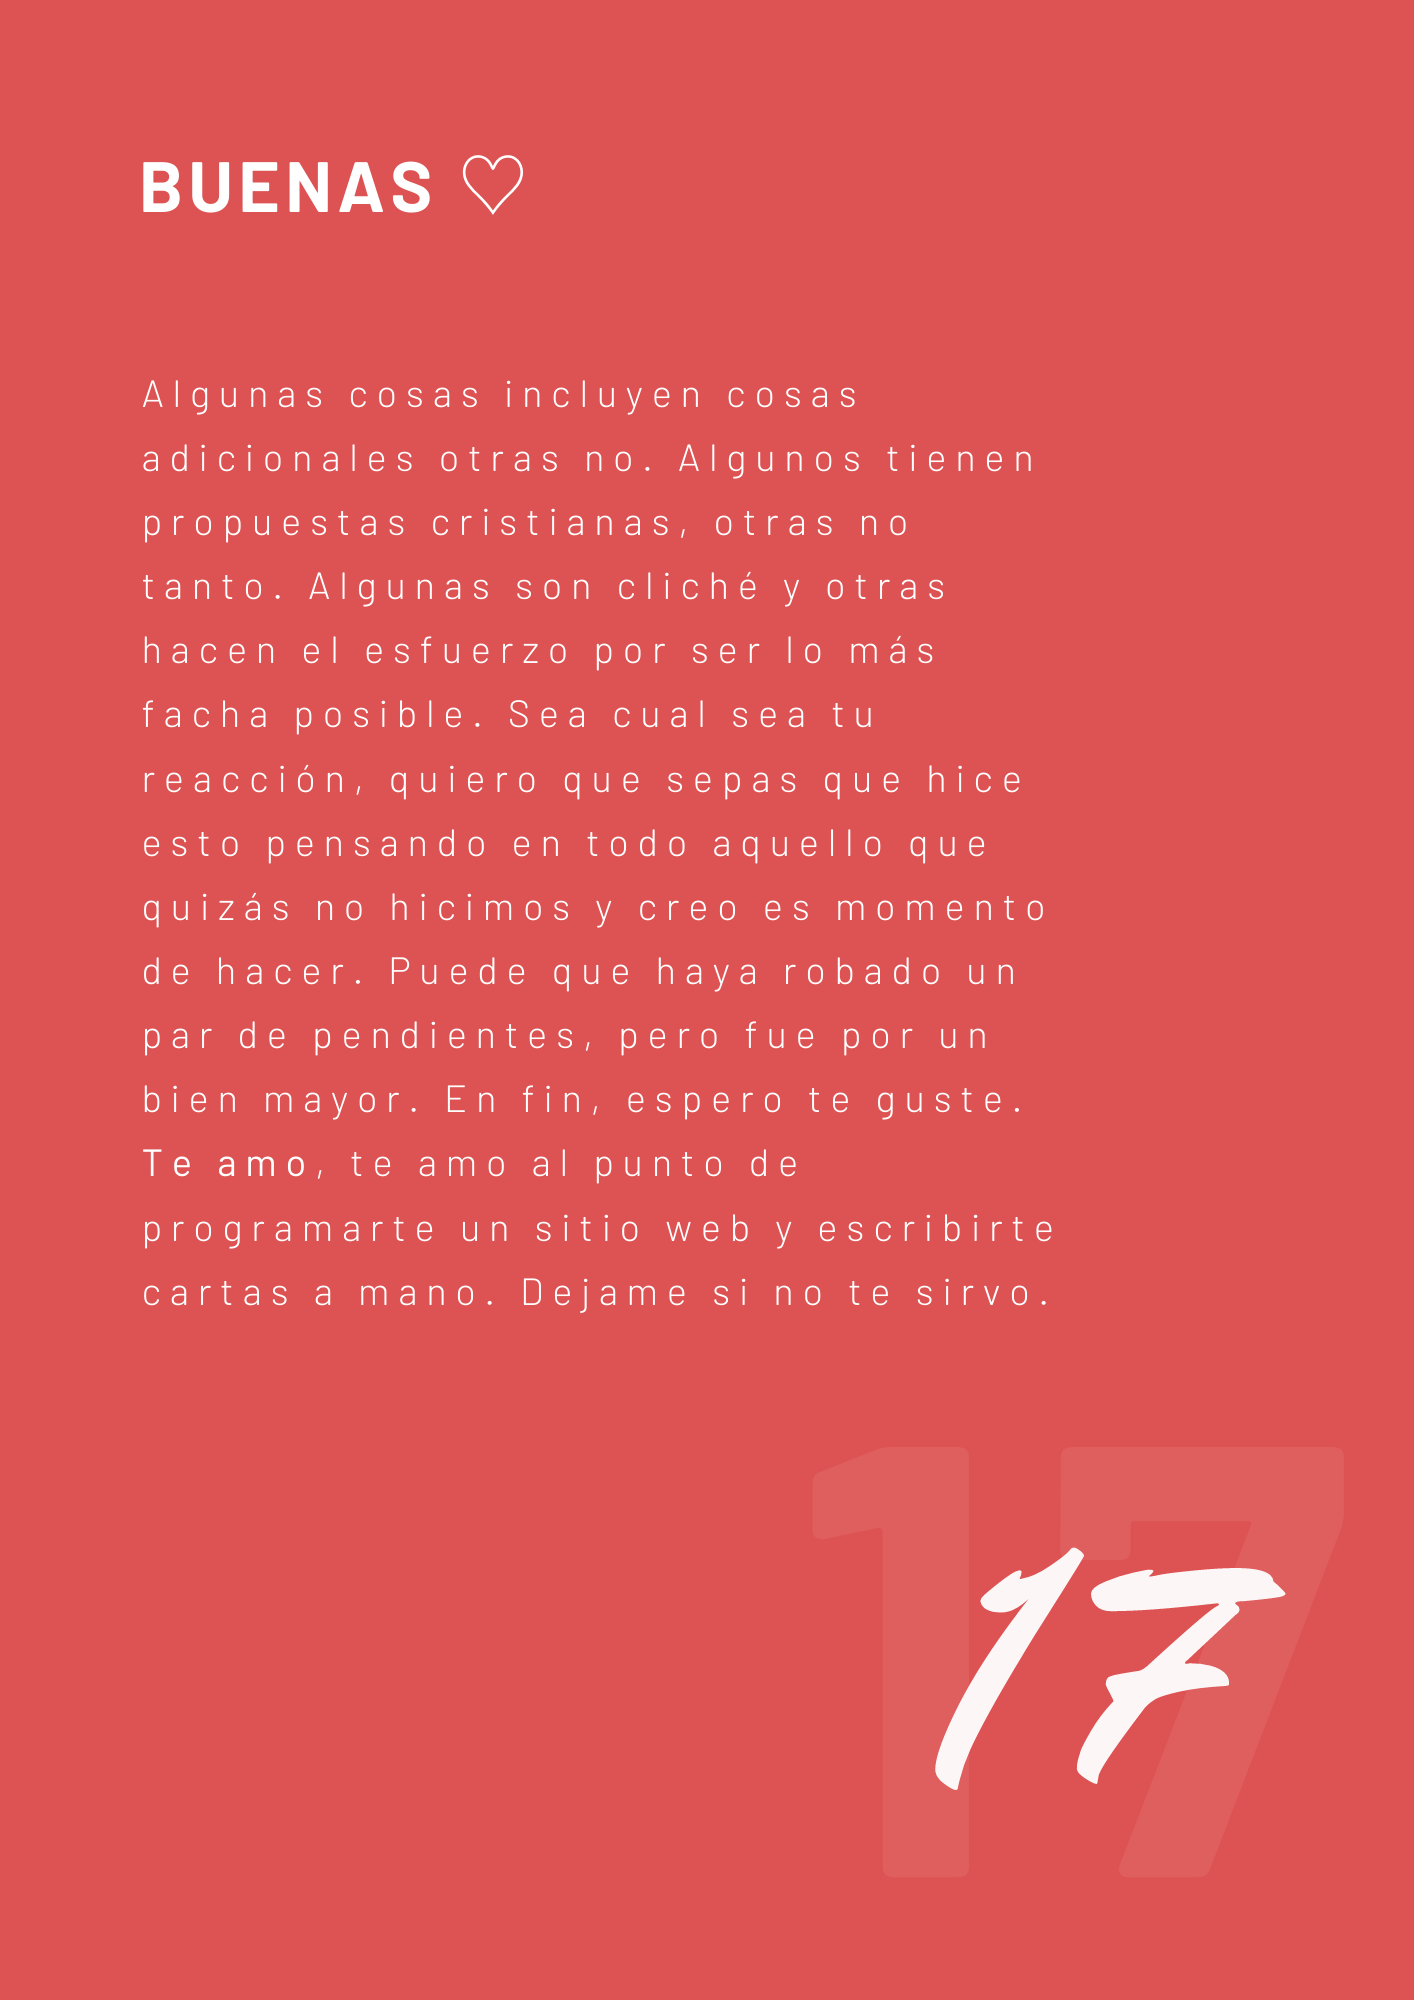 BUENAS ♡
Algunas cosas incluyen cosas
adicionales otras no. Algunos tienen
propuestas cristianas, otras no
tanto. Algunas son cliché y otras
hacen el esfuerzo por ser lo más
facha posible. Sea cual sea tu
reacción, quiero que sepas que hice
esto pensando en todo aquello que
quizás no hicimos y creo es momento
de hacer. Puede que haya robado un
par de pendientes, pero fue por un
bien mayor. En fin, espero te guste.
Te amo, te amo al punto de
programarte un sitio web y escribirte
cartas a mano. Dejame si no te sirvo.
17
17